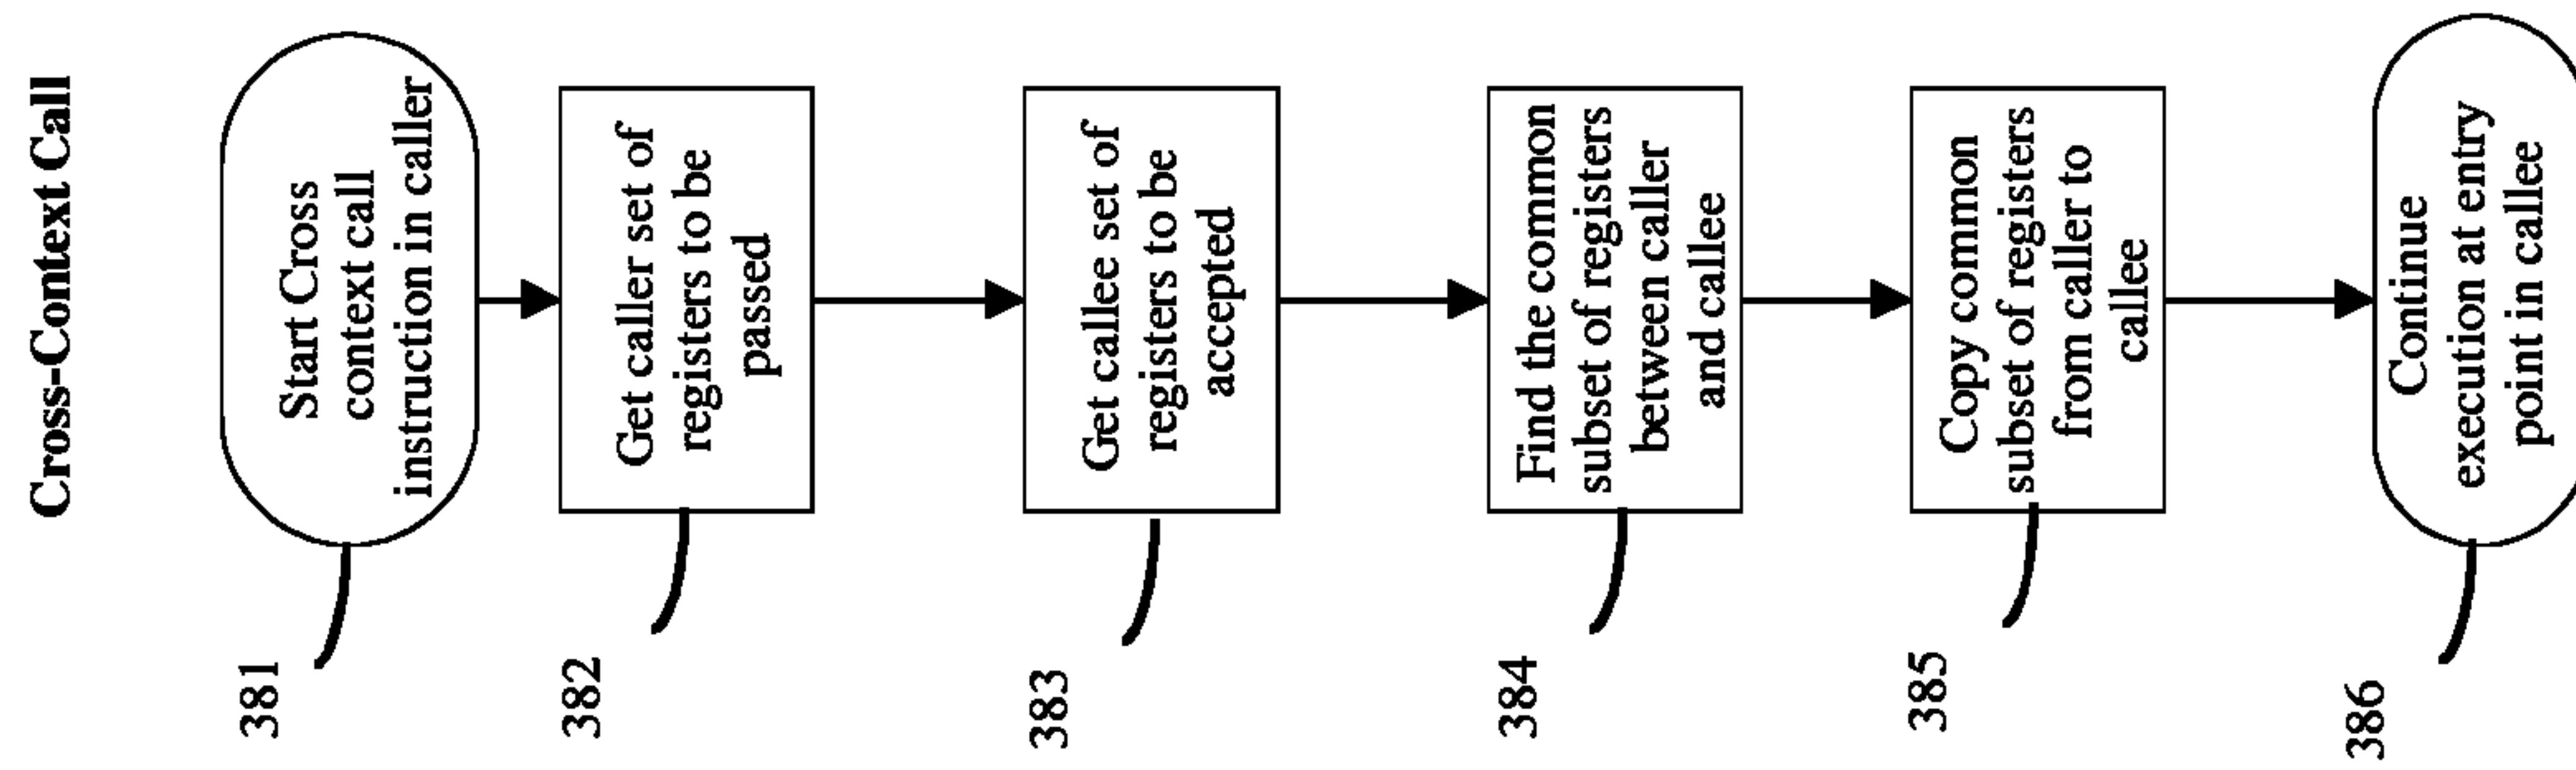 Cross-Context Call
Start Cross
context call
instruction in caller
381
Get caller set of
registers to be
passed
382
Get callee set of
registers to be
accepted
383
Find the common
subset of registers
between caller
and callee
384
Copy common
subset of registers
from caller to
callee
385
Continue
execution at entry
point in callee
386